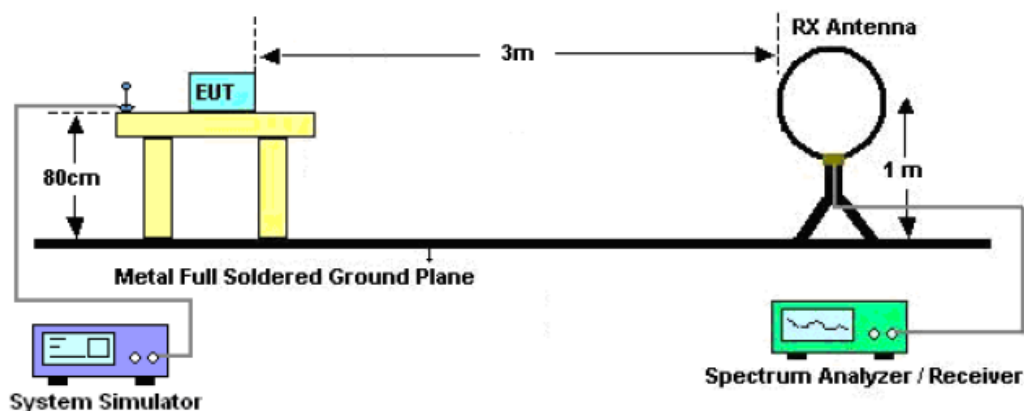 RX Antenna
3m
EUT
80cm
1 m
Metal Full Soldered Ground Plane
System Simulator
Spectrum Analyzer / Receiver